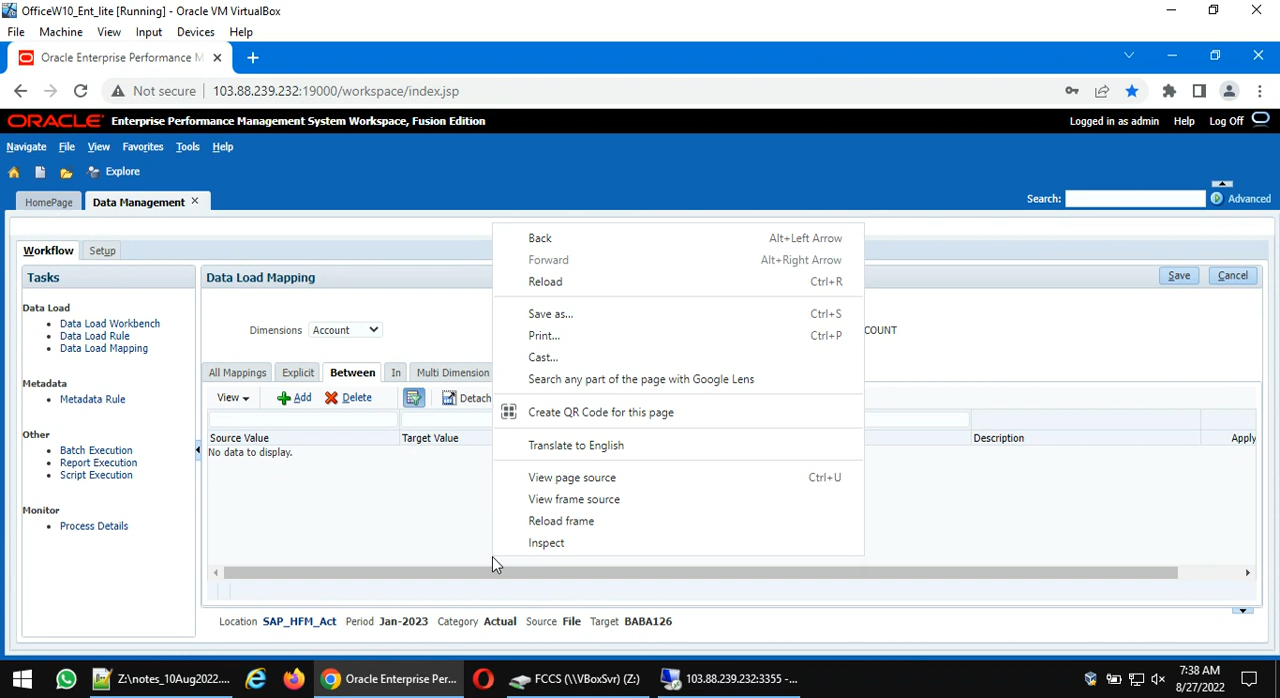 OfficeW10_Ent_lite [Running] - Oracle VM VirtualBox
File Machine View Input Devices Help
Oracle Enterprise Performance M
Not secure 103.88.239.232:19000/workspace/index.jsp
ORACLE Enterprise Performance Management System Workspace, Fusion Edition
Logged in as admin Help Log Off
Navigate File View Favorites Tools Help
Explore
HomePage Data Management Search: Advanced
Workflow Setup
Tasks
Data Load
Data Load Workbench
Data Load Rule
Data Load Mapping
Metadata
Metadata Rule
Other
Batch Execution
Report Execution
Script Execution
Monitor
Process Details
Data Load Mapping Save Cancel
Dimensions Account COUNT
All Mappings Explicit Between In Multi Dimension
View Add Delete Detach
Source Value Target Value Description Apply
No data to display.
Back Alt+Left Arrow
Forward Alt+Right Arrow
Reload Ctrl+R
Save as... Ctrl+S
Print... Ctrl+P
Cast...
Search any part of the page with Google Lens
Create QR Code for this page
Translate to English
View page source Ctrl+U
View frame source
Reload frame
Inspect
Location SAP_HFM_Act Period Jan-2023 Category Actual Source File Target BABA126
Z:\notes_10Aug2022.... Oracle Enterprise Per... FCCS (\\VBoxSvr) (Z:) 103.88.239.232:3355 -...
7:38 AM
8/27/2022